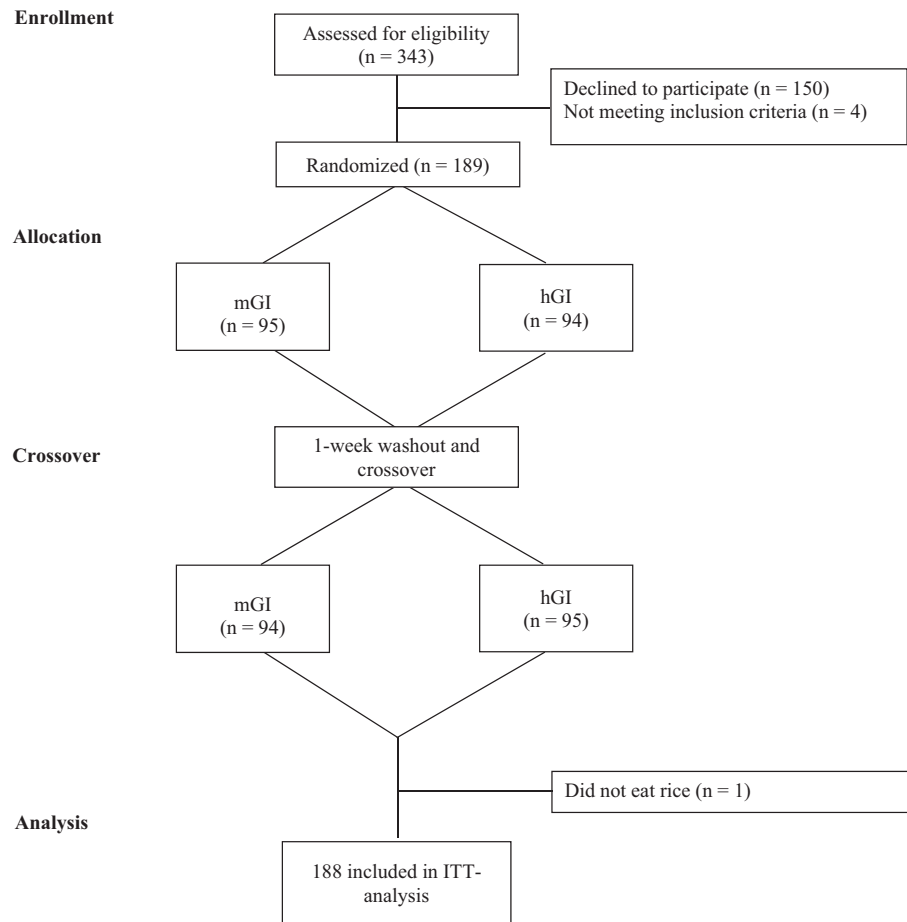 Enrollment
Assessed for eligibility
(n = 343)
Declined to participate (n = 150)
Not meeting inclusion criteria (n = 4)
Randomized (n = 189)
Allocation
mGI
(n = 95)
hGI
(n = 94)
Crossover
1-week washout and
crossover
mGI
(n = 94)
hGI
(n = 95)
Did not eat rice (n = 1)
Analysis
188 included in ITT-
analysis